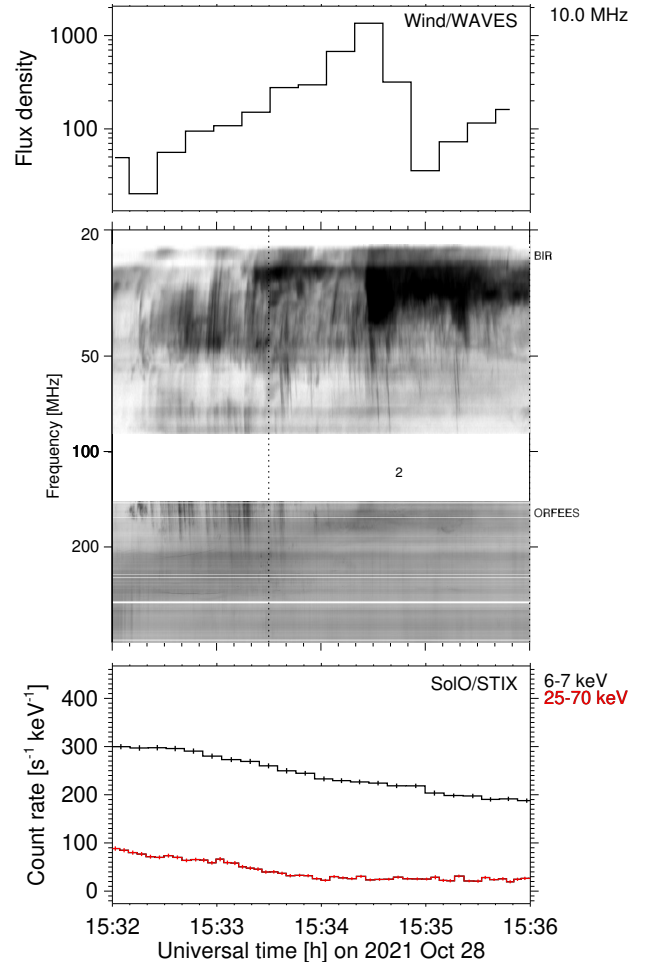 Wind/WAVES
10.0 MHz
1000
100
Flux density
20
50
100
200
Frequency [MHz]
BIR
2
ORFEES
SolO/STIX
6-7 keV
25-70 keV
400
300
200
100
0
Count rate [s⁻¹ keV⁻¹]
15:32 15:33 15:34 15:35 15:36
Universal time [h] on 2021 Oct 28